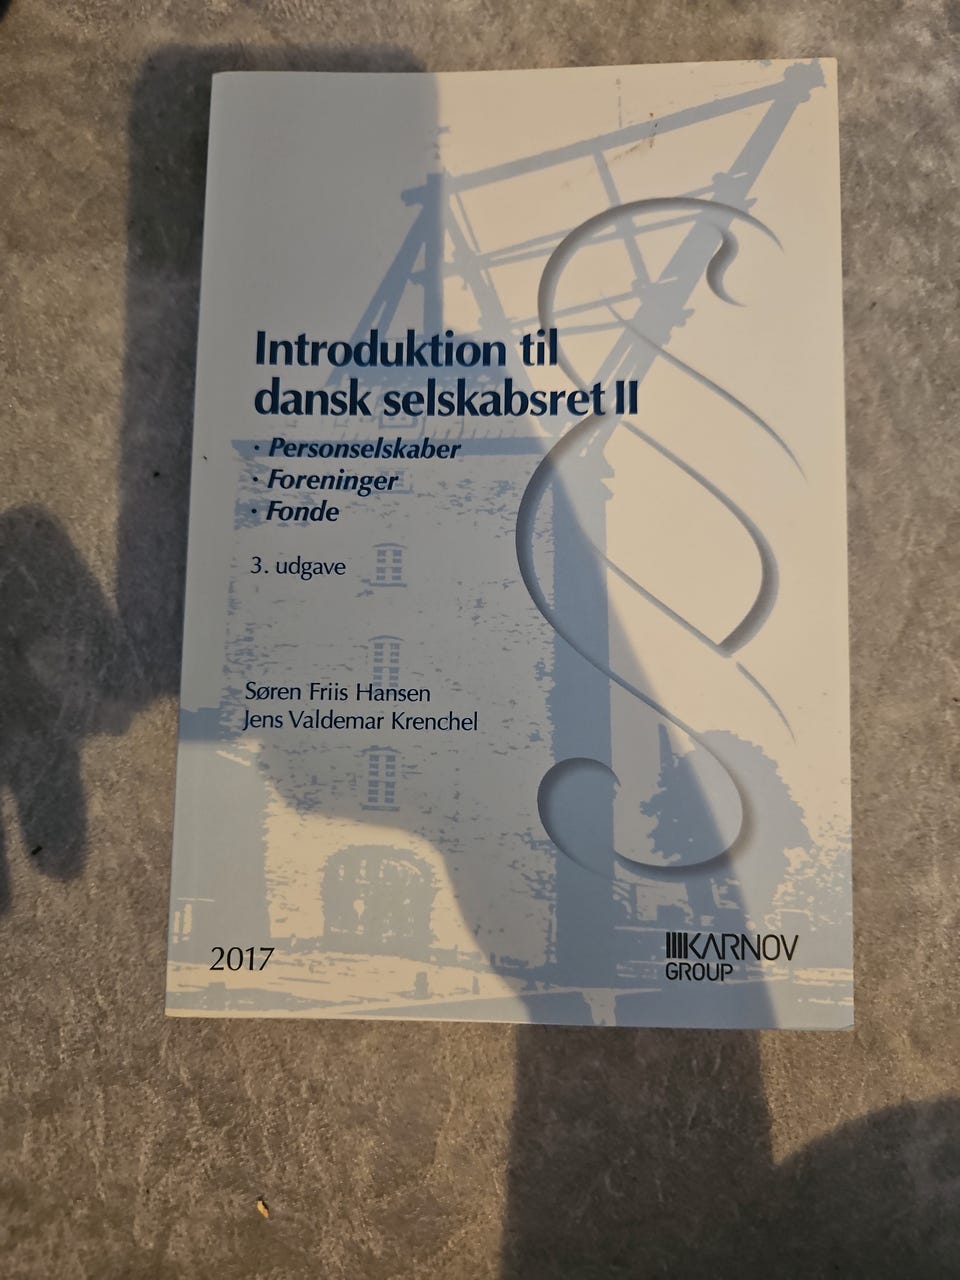 Introduktion til
dansk selskabsret II
· Personselskaber
· Foreninger
· Fonde
3. udgave
Søren Friis Hansen
Jens Valdemar Krenchel
2017
KARNOV
GROUP